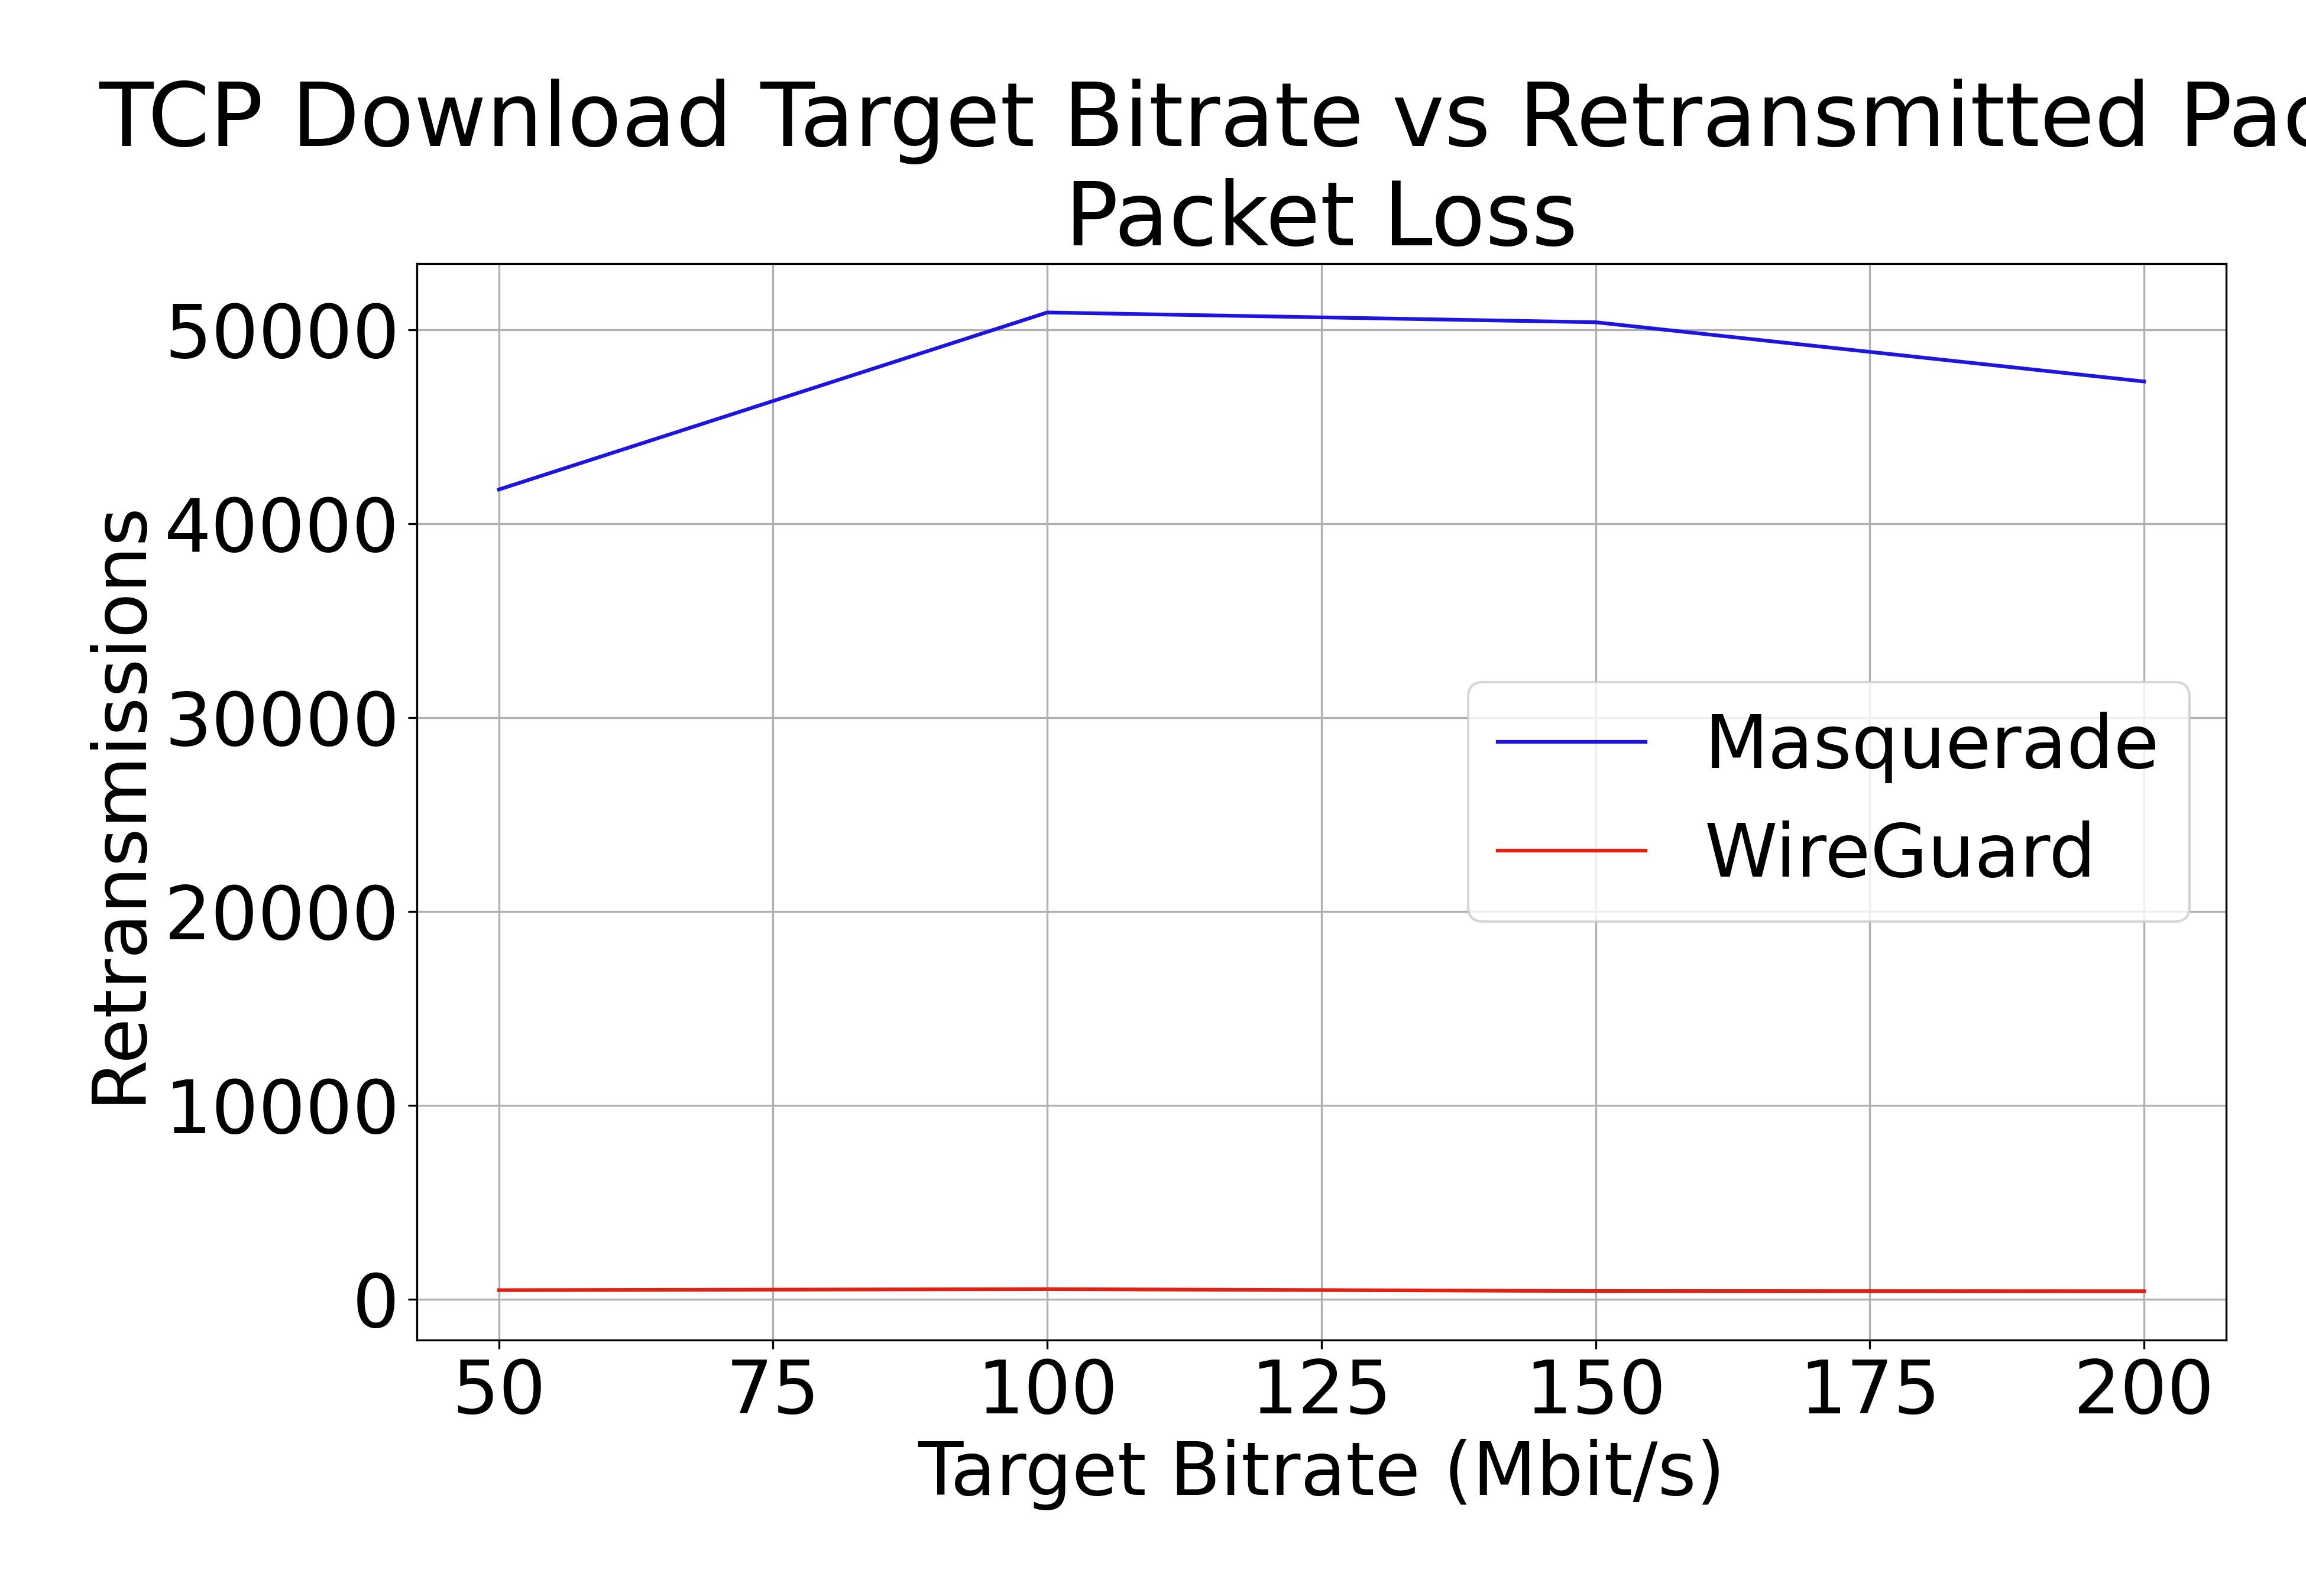 TCP Download Target Bitrate vs Retransmitted
Packet Loss
50000
40000
30000
20000
10000
0
Retransmissions
Masquerade
WireGuard
50 75 100 125 150 175 200
Target Bitrate (Mbit/s)